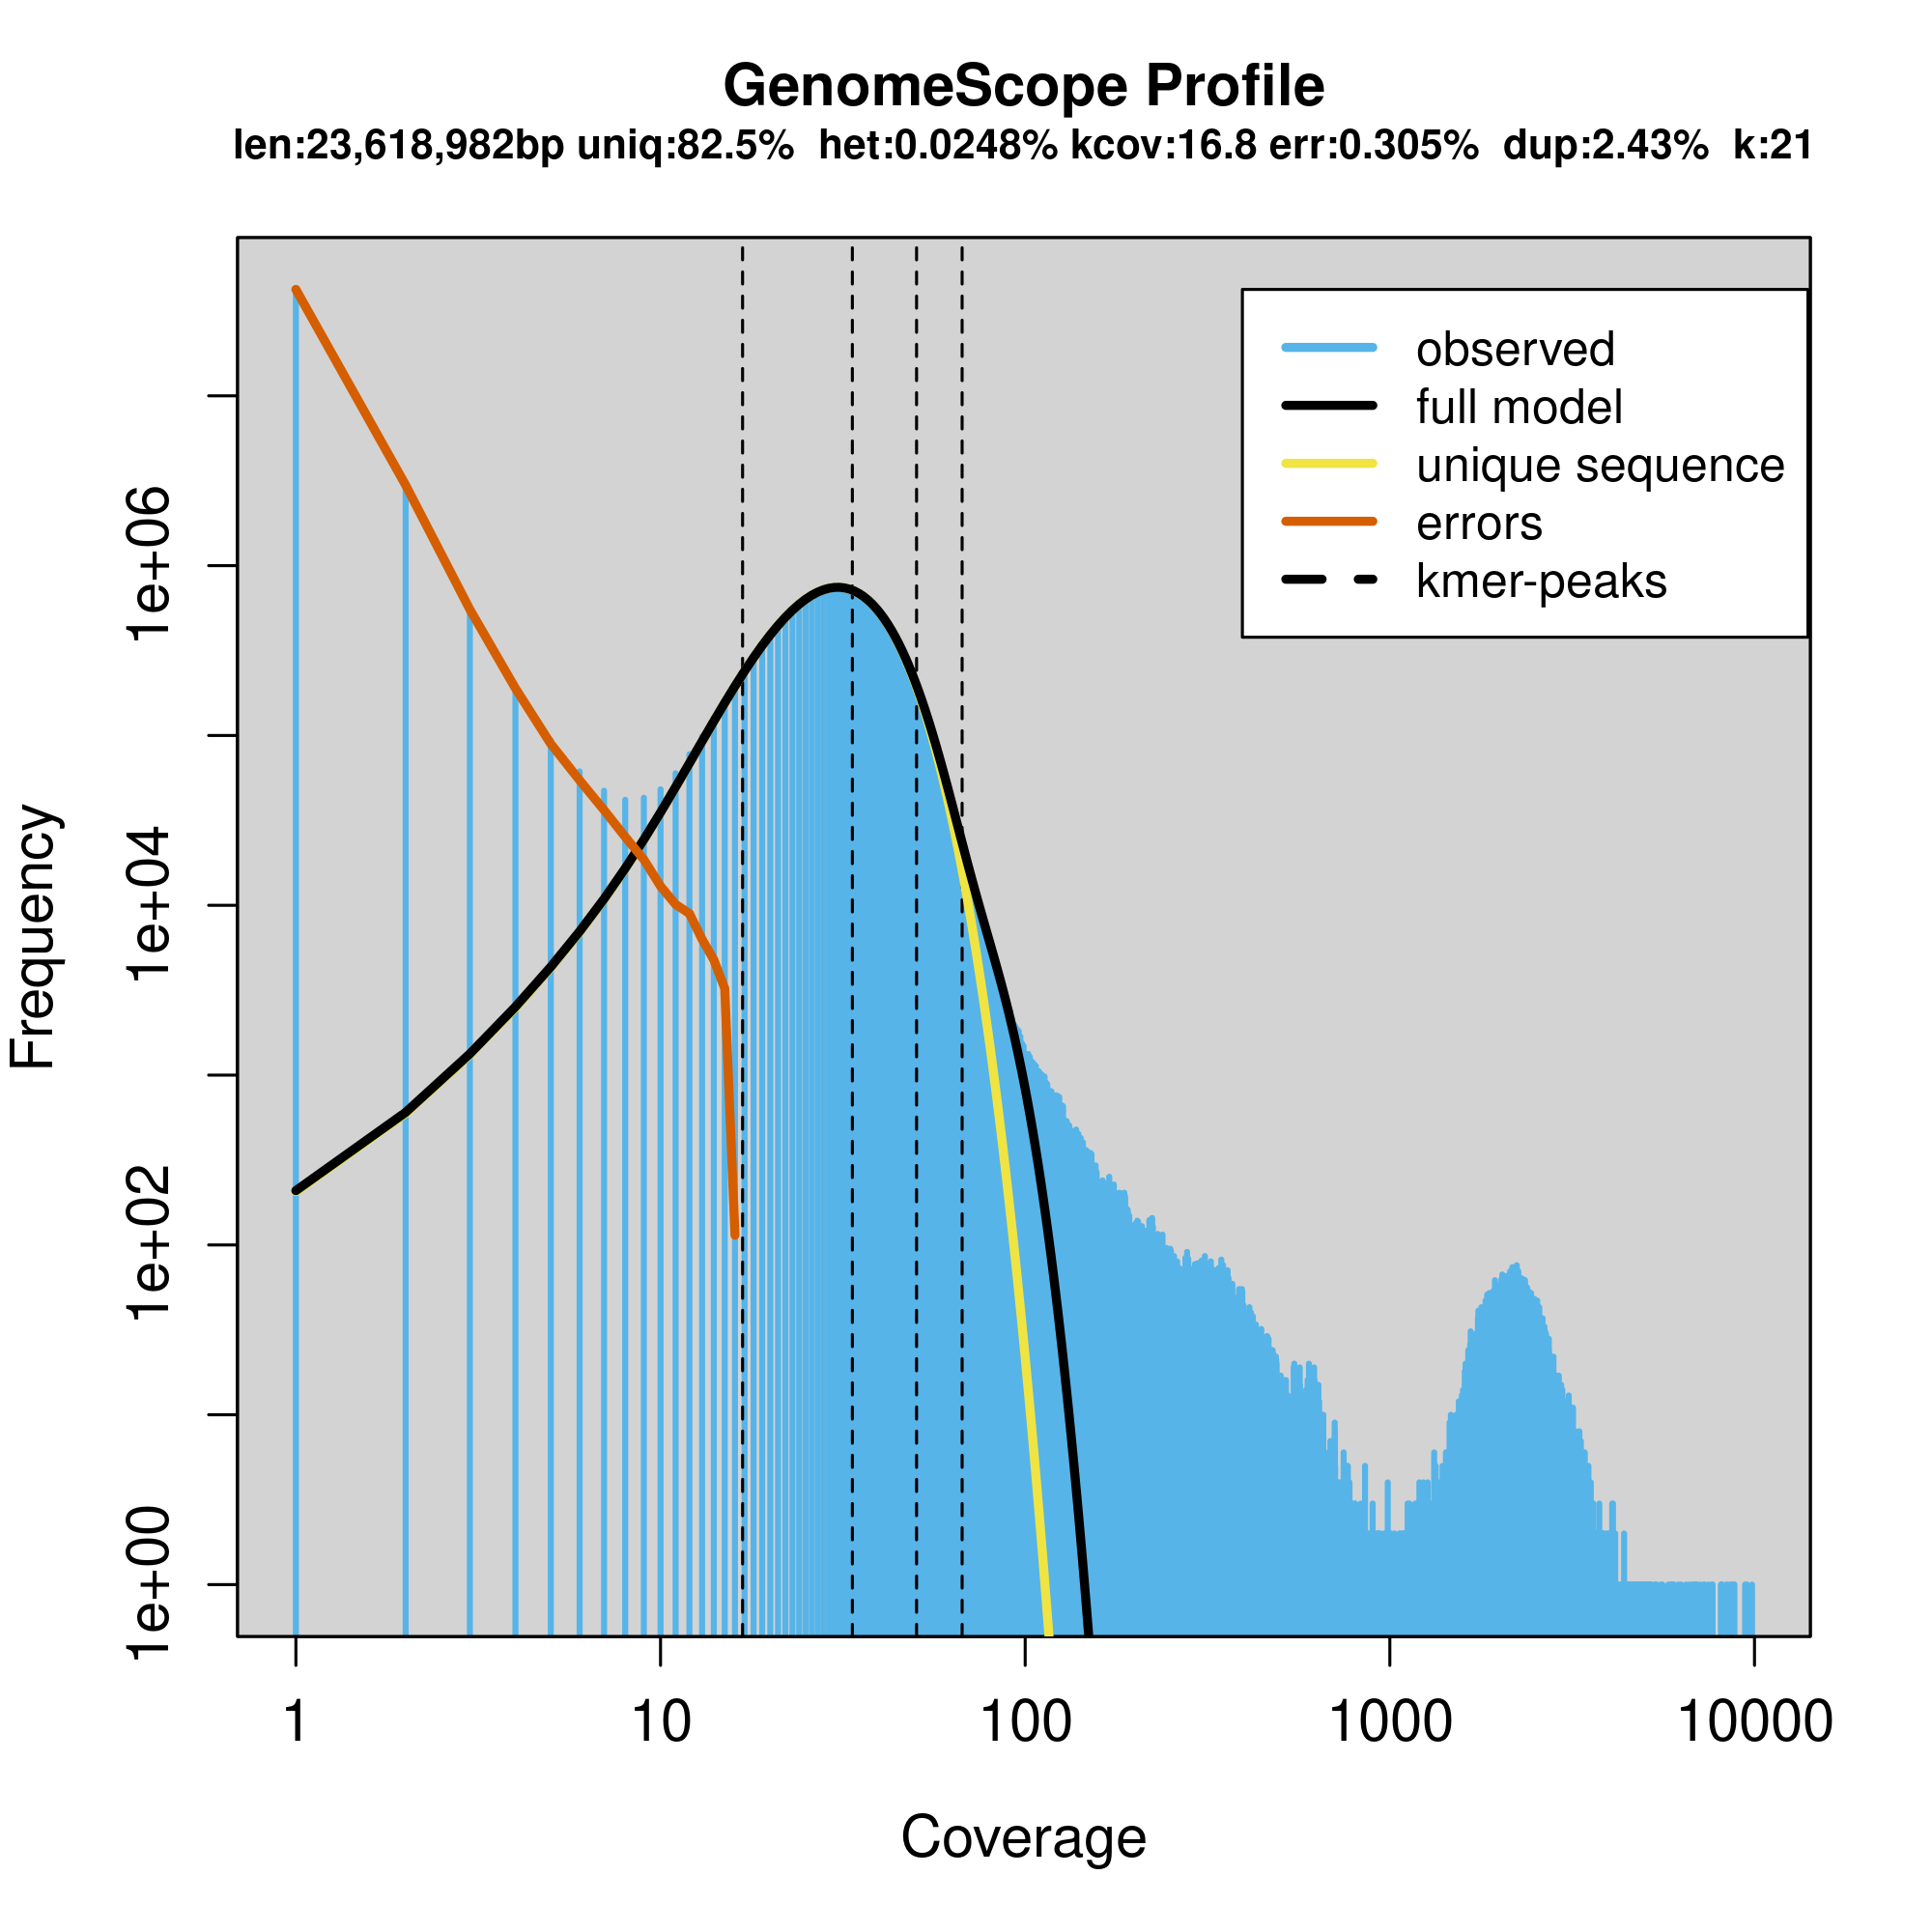 GenomeScope Profile
len:23,618,982bp uniq:82.5% het:0.0248% kcov:16.8 err:0.305% dup:2.43% k:21
observed
full model
unique sequence
errors
kmer-peaks
Frequency
1e+06
1e+04
1e+02
1e+00
1
10
100
1000
10000
Coverage